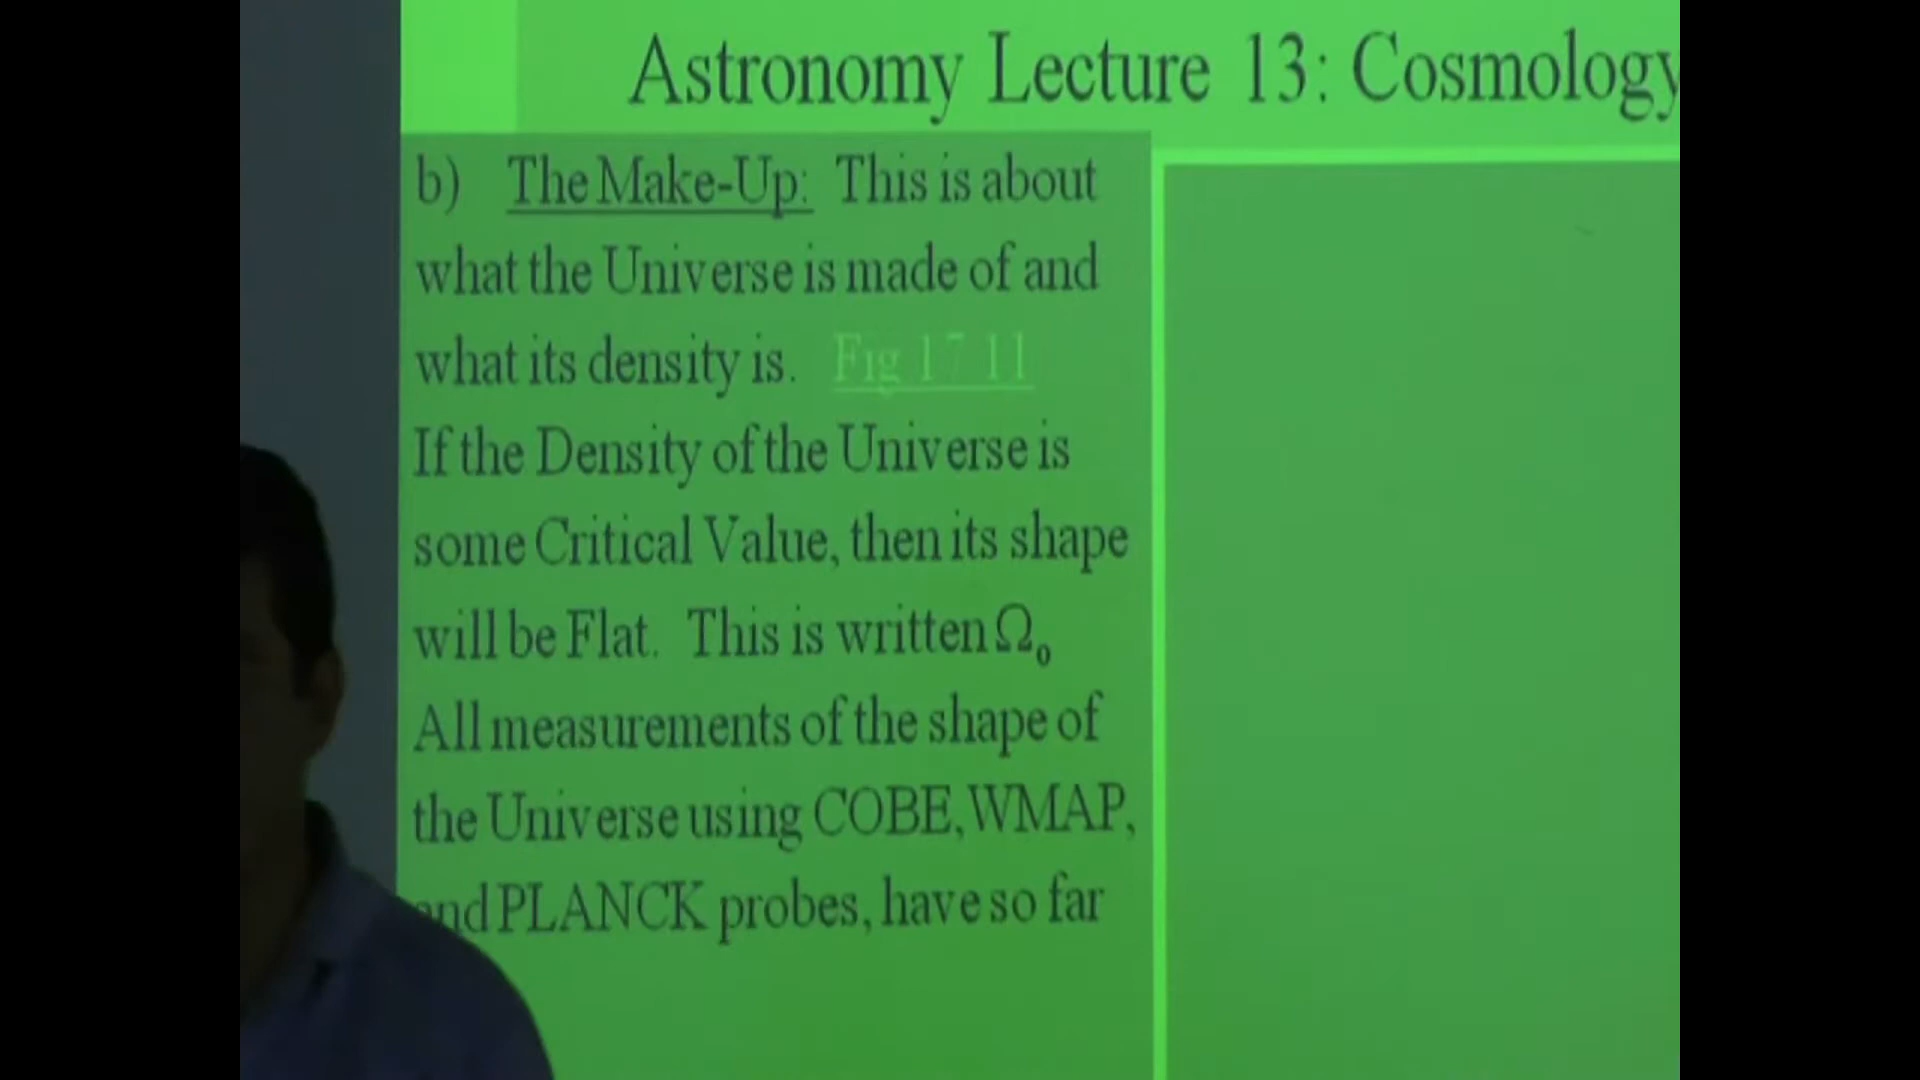 Astronomy Lecture 13: Cosmology
b) The Make-Up: This is about
what the Universe is made of and
what its density is. Fig 17 11
If the Density of the Universe is
some Critical Value, then its shape
will be Flat. This is written Ω₀
All measurements of the shape of
the Universe using COBE, WMAP,
and PLANCK probes, have so far